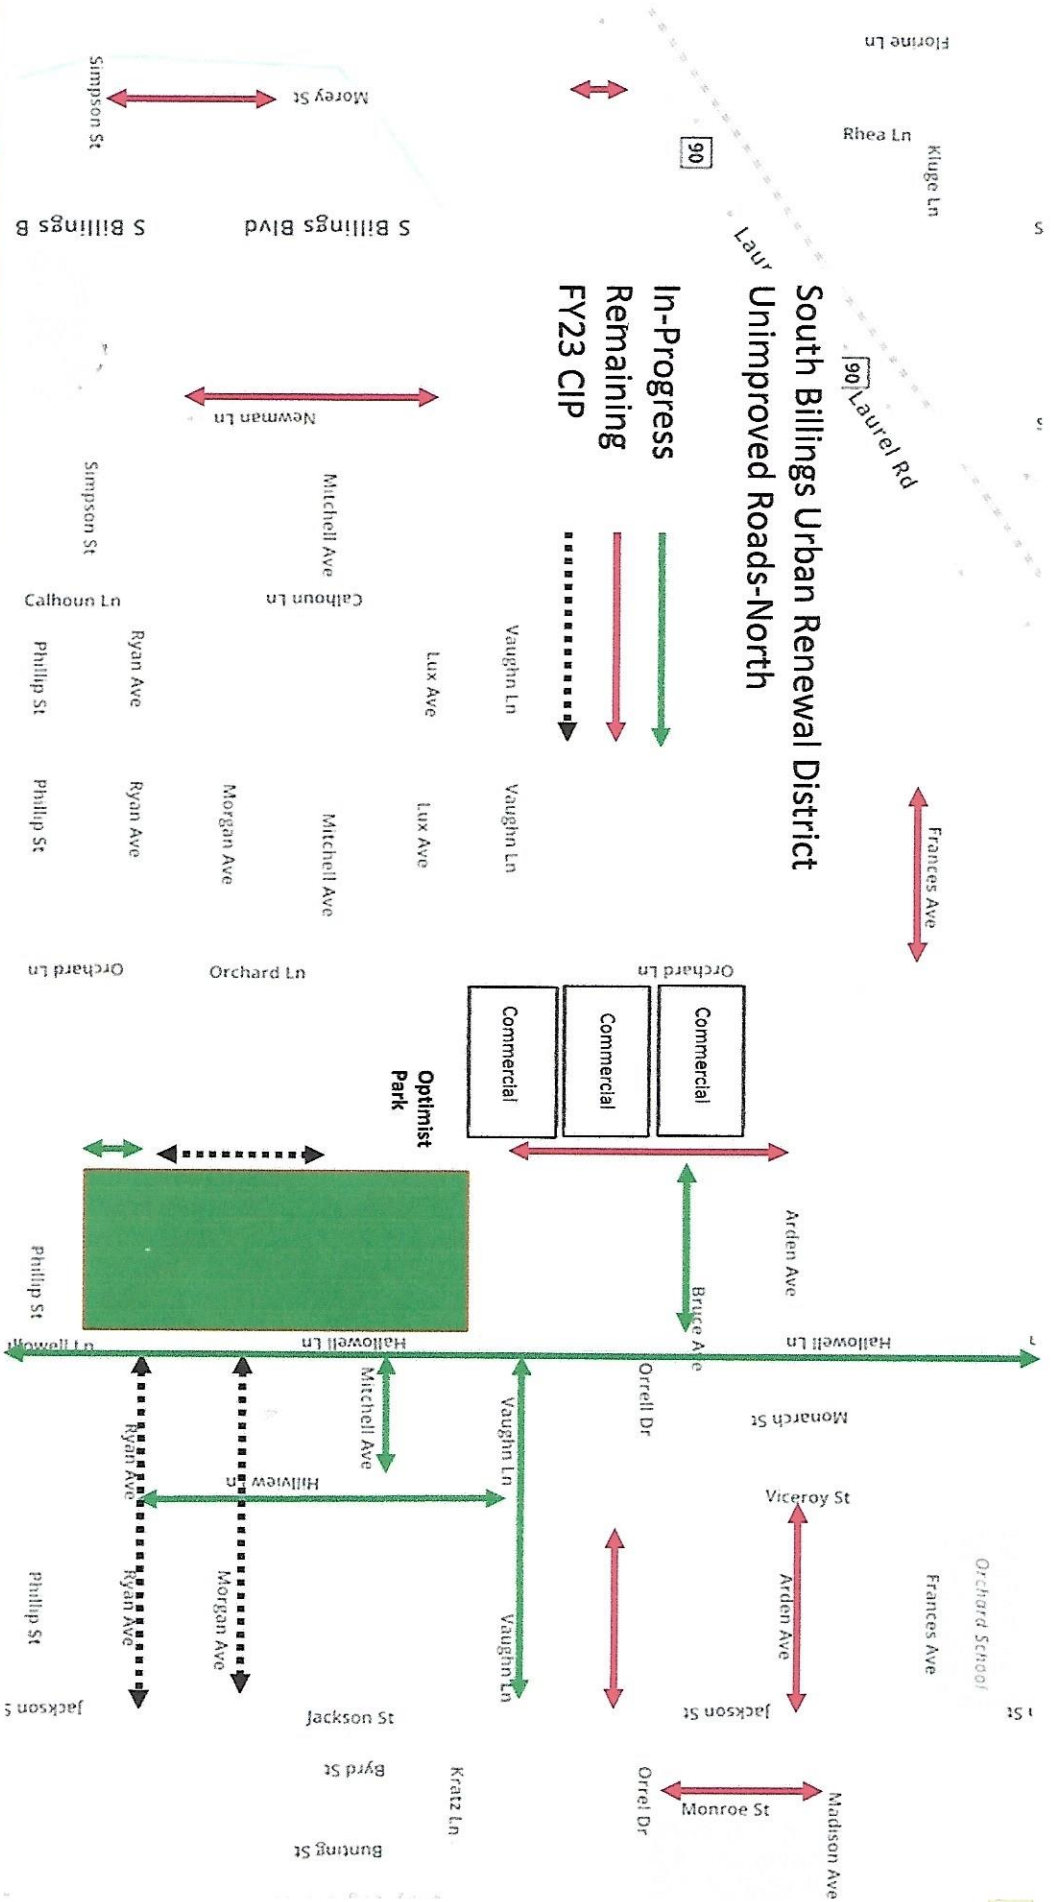 Orchard School
Kluge Ln
Frances Ave
Frances Ave
Florine Ln
Rhea Ln
90
Laurel Rd
Madison Ave
Hallowell Ln
South Billings Urban Renewal District
Unimproved Roads-North
Laur
Arden Ave
Monarch St
Viceroy St
Arden Ave
Jackson St
Monroe St
90
Orchard Ln
Commercial
Bruce Ave
In-Progress
Remaining
FY23 CIP
Commercial
Orrell Dr
Orrel Dr
Vaughn Ln
Vaughn Ln
Commercial
Vaughn Ln
Vaughn Ln
Kratz Ln
Lux Ave
Lux Ave
Optimist
Park
Morey St
S Billings Blvd
Newman Ln
Mitchell Ave
Calhoun Ln
Mitchell Ave
Hallowell Ln
Mitchell Ave
Jackson St
Byrd St
Bunting St
Morgan Ave
Orchard Ln
Hillview Ln
Morgan Ave
Ryan Ave
Ryan Ave
Ryan Ave
Ryan Ave
Simpson St
S Billings B
Simpson St
Calhoun Ln
Phillip St
Phillip St
Orchard Ln
Phillip St
Phillip St
Jackson S